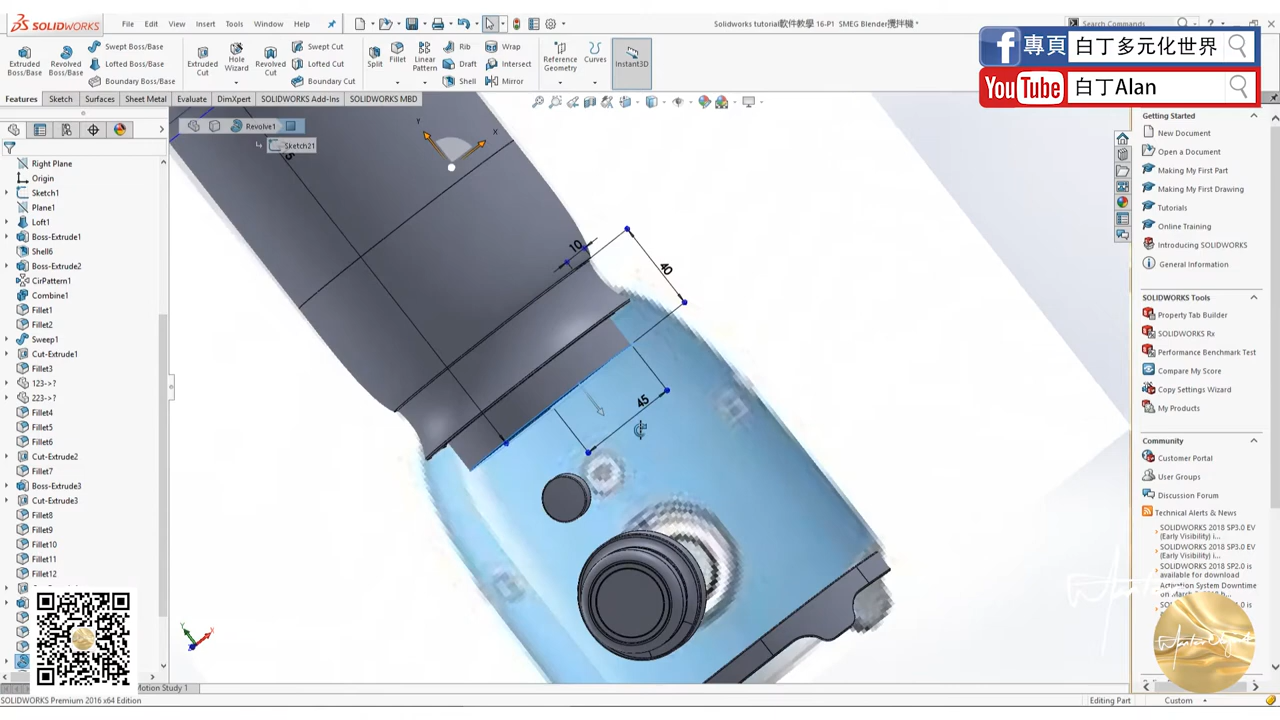 SOLIDWORKS
File Edit View Insert Tools Window Help
Solidworks tutorial軟件教學 16-P1 SMEG Blender攪拌機 *
Search Commands
專頁 白丁多元化世界
YouTube 白丁Alan
Extruded Boss/Base
Revolved Boss/Base
Swept Boss/Base
Lofted Boss/Base
Boundary Boss/Base
Extruded Cut
Hole Wizard
Revolved Cut
Swept Cut
Lofted Cut
Boundary Cut
Split
Fillet
Linear Pattern
Rib
Draft
Shell
Wrap
Intersect
Mirror
Reference Geometry
Curves
Instant3D
Features Sketch Surfaces Sheet Metal Evaluate DimXpert SOLIDWORKS Add-Ins SOLIDWORKS MBD
Revolve1
Sketch21
Y
X
10
40
45
Right Plane
Origin
Sketch1
Plane1
Loft1
Boss-Extrude1
Shell6
Boss-Extrude2
CirPattern1
Combine1
Fillet1
Fillet2
Sweep1
Cut-Extrude1
Fillet3
123->?
223->?
Fillet4
Fillet5
Fillet6
Cut-Extrude2
Fillet7
Boss-Extrude3
Cut-Extrude3
Fillet8
Fillet9
Fillet10
Fillet11
Fillet12
Motion Study 1
SOLIDWORKS Premium 2016 x64 Edition
Editing Part
Custom
Getting Started
New Document
Open a Document
Making My First Part
Making My First Drawing
Tutorials
Online Training
Introducing SOLIDWORKS
General Information
SOLIDWORKS Tools
Property Tab Builder
SOLIDWORKS Rx
Performance Benchmark Test
Compare My Score
Copy Settings Wizard
My Products
Community
Customer Portal
User Groups
Discussion Forum
Technical Alerts & News
SOLIDWORKS 2018 SP3.0 EV
(Early Visibility) i...
SOLIDWORKS 2018 SP3.0 EV
(Early Visibility) i...
SOLIDWORKS 2018 SP2.0 is
available for download
Activation System Downtime